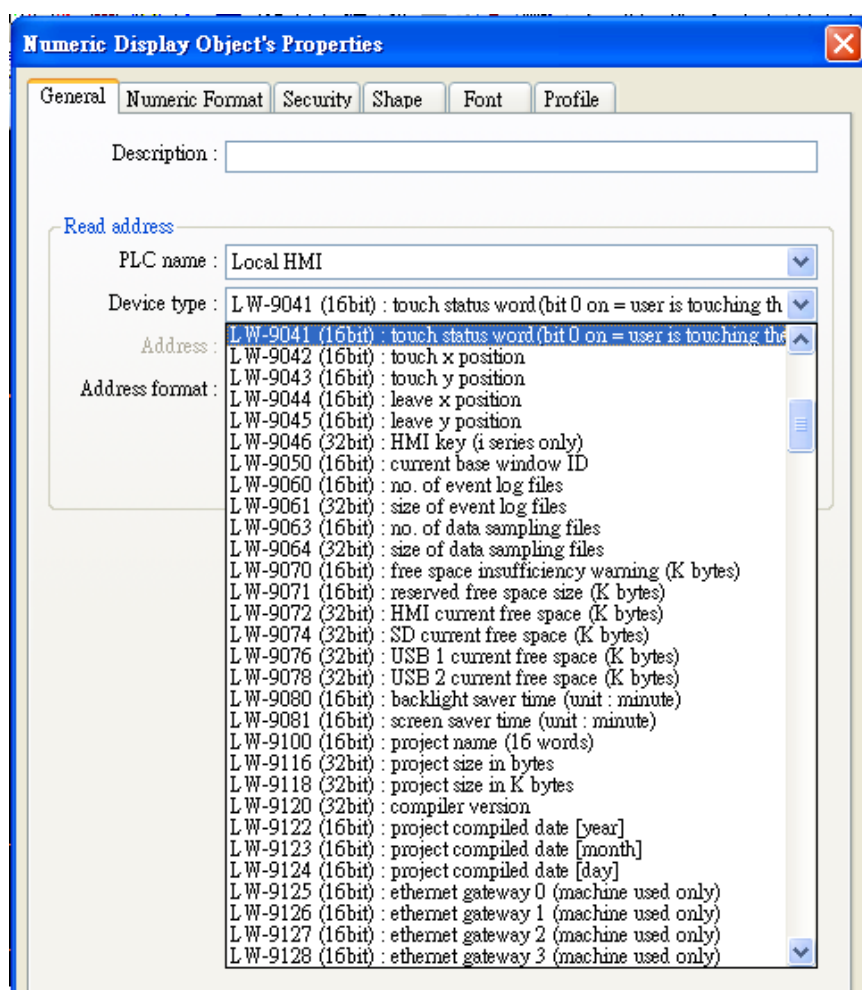 Numeric Display Object's Properties
General Numeric Format Security Shape Font Profile
Description :
Read address
PLC name : Local HMI
Device type : LW-9041 (16bit) : touch status word(bit 0 on = user is touching th
Address :
Address format :
LW-9041 (16bit) : touch status word(bit 0 on = user is touching the
LW-9042 (16bit) : touch x position
LW-9043 (16bit) : touch y position
LW-9044 (16bit) : leave x position
LW-9045 (16bit) : leave y position
LW-9046 (32bit) : HMI key (i series only)
LW-9050 (16bit) : current base window ID
LW-9060 (16bit) : no. of event log files
LW-9061 (32bit) : size of event log files
LW-9063 (16bit) : no. of data sampling files
LW-9064 (32bit) : size of data sampling files
LW-9070 (16bit) : free space insufficiency warning (K bytes)
LW-9071 (16bit) : reserved free space size (K bytes)
LW-9072 (32bit) : HMI current free space (K bytes)
LW-9074 (32bit) : SD current free space (K bytes)
LW-9076 (32bit) : USB 1 current free space (K bytes)
LW-9078 (32bit) : USB 2 current free space (K bytes)
LW-9080 (16bit) : backlight saver time (unit : minute)
LW-9081 (16bit) : screen saver time (unit : minute)
LW-9100 (16bit) : project name (16 words)
LW-9116 (32bit) : project size in bytes
LW-9118 (32bit) : project size in K bytes
LW-9120 (32bit) : compiler version
LW-9122 (16bit) : project compiled date [year]
LW-9123 (16bit) : project compiled date [month]
LW-9124 (16bit) : project compiled date [day]
LW-9125 (16bit) : ethernet gateway 0 (machine used only)
LW-9126 (16bit) : ethernet gateway 1 (machine used only)
LW-9127 (16bit) : ethernet gateway 2 (machine used only)
LW-9128 (16bit) : ethernet gateway 3 (machine used only)